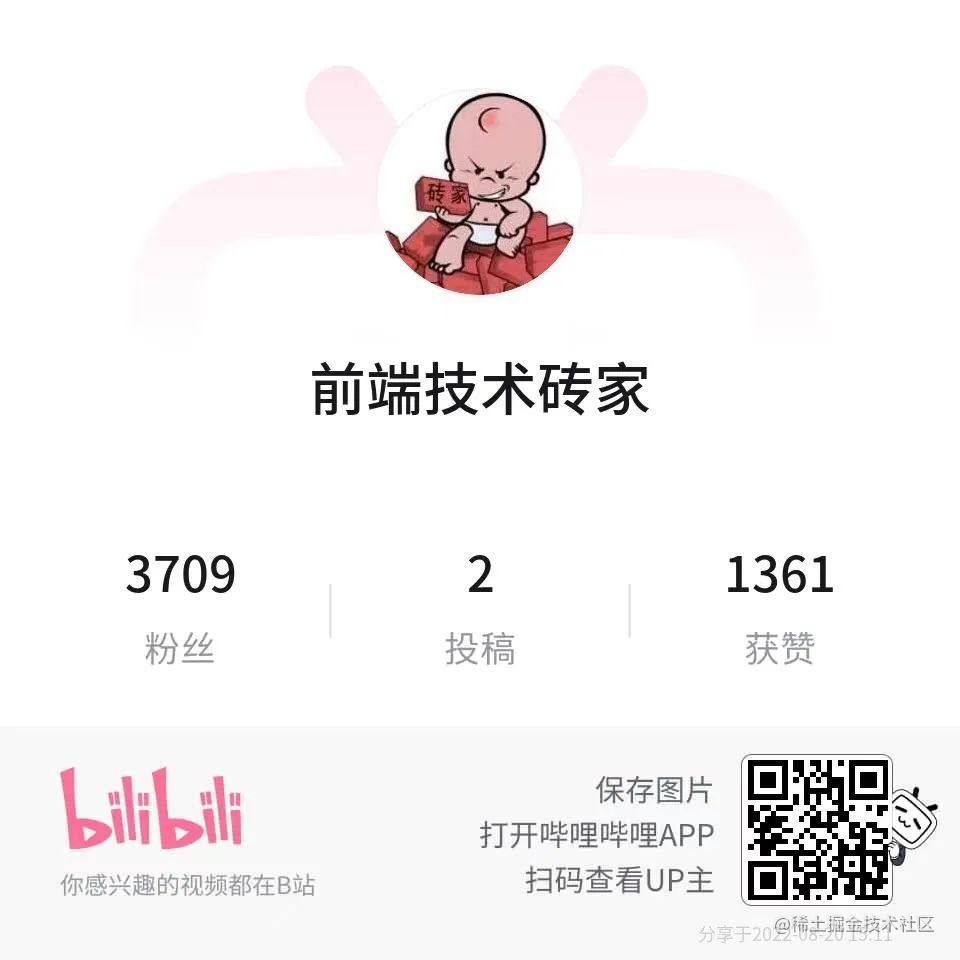 砖家
前端技术砖家
3709
粉丝
2
投稿
1361
获赞
bilibili
你感兴趣的视频都在B站
保存图片
打开哔哩哔哩APP
扫码查看UP主
@稀土掘金技术社区
分享于2022-08-20 15:11